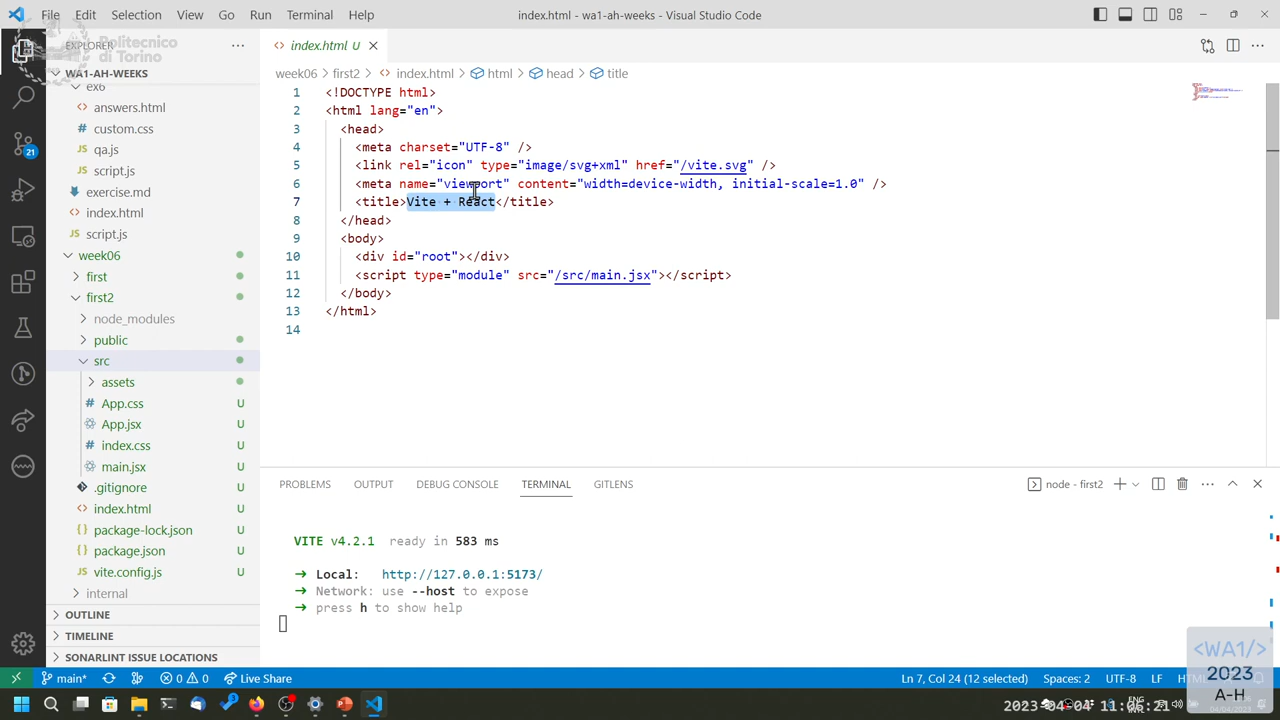 File Edit Selection View Go Run Terminal Help
index.html - wa1-ah-weeks - Visual Studio Code
Politecnico
di Torino
EXPLORER
WA1-AH-WEEKS
ex6
answers.html
custom.css
qa.js
script.js
exercise.md
index.html
script.js
week06
first
first2
node_modules
public
src
assets
App.css U
App.jsx U
index.css U
main.jsx U
.gitignore U
index.html U
package-lock.json U
package.json U
vite.config.js U
internal
OUTLINE
TIMELINE
SONARLINT ISSUE LOCATIONS
21
index.html U
week06 > first2 > index.html > html > head > title
1 <!DOCTYPE html>
2 <html lang="en">
3 <head>
4 <meta charset="UTF-8" />
5 <link rel="icon" type="image/svg+xml" href="/vite.svg" />
6 <meta name="viewport" content="width=device-width, initial-scale=1.0" />
7 <title>Vite + React</title>
8 </head>
9 <body>
10 <div id="root"></div>
11 <script type="module" src="/src/main.jsx"></script>
12 </body>
13 </html>
14
PROBLEMS OUTPUT DEBUG CONSOLE TERMINAL GITLENS
node - first2
VITE v4.2.1 ready in 583 ms
➜ Local: http://127.0.0.1:5173/
➜ Network: use --host to expose
➜ press h to show help
main* 0 0 Live Share
Ln 7, Col 24 (12 selected) Spaces: 2 UTF-8 LF
<WA1/>
2023
A-H
ENG